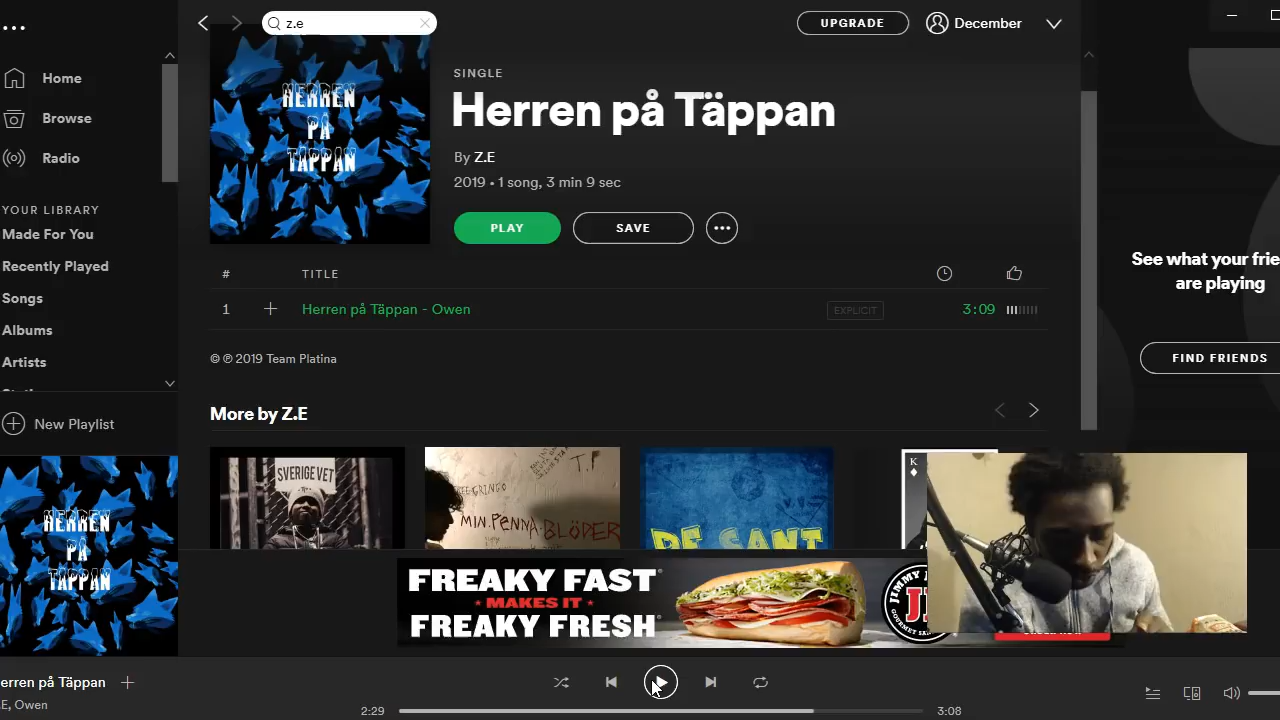 z.e
UPGRADE
December
Home
Browse
Radio
YOUR LIBRARY
Made For You
Recently Played
Songs
Albums
Artists
New Playlist
HERREN
PÅ
TÄPPAN
SINGLE
Herren på Täppan
By Z.E
2019 • 1 song, 3 min 9 sec
PLAY
SAVE
# TITLE
1 Herren på Täppan - Owen EXPLICIT 3:09
© ℗ 2019 Team Platina
More by Z.E
SVERIGE VET
MIN PENNA BLÖDER
DE SANT
K
See what your frie
are playing
FIND FRIENDS
HERREN
PÅ
TÄPPAN
FREAKY FAST
MAKES IT
FREAKY FRESH
erren på Täppan
.E, Owen
2:29
3:08